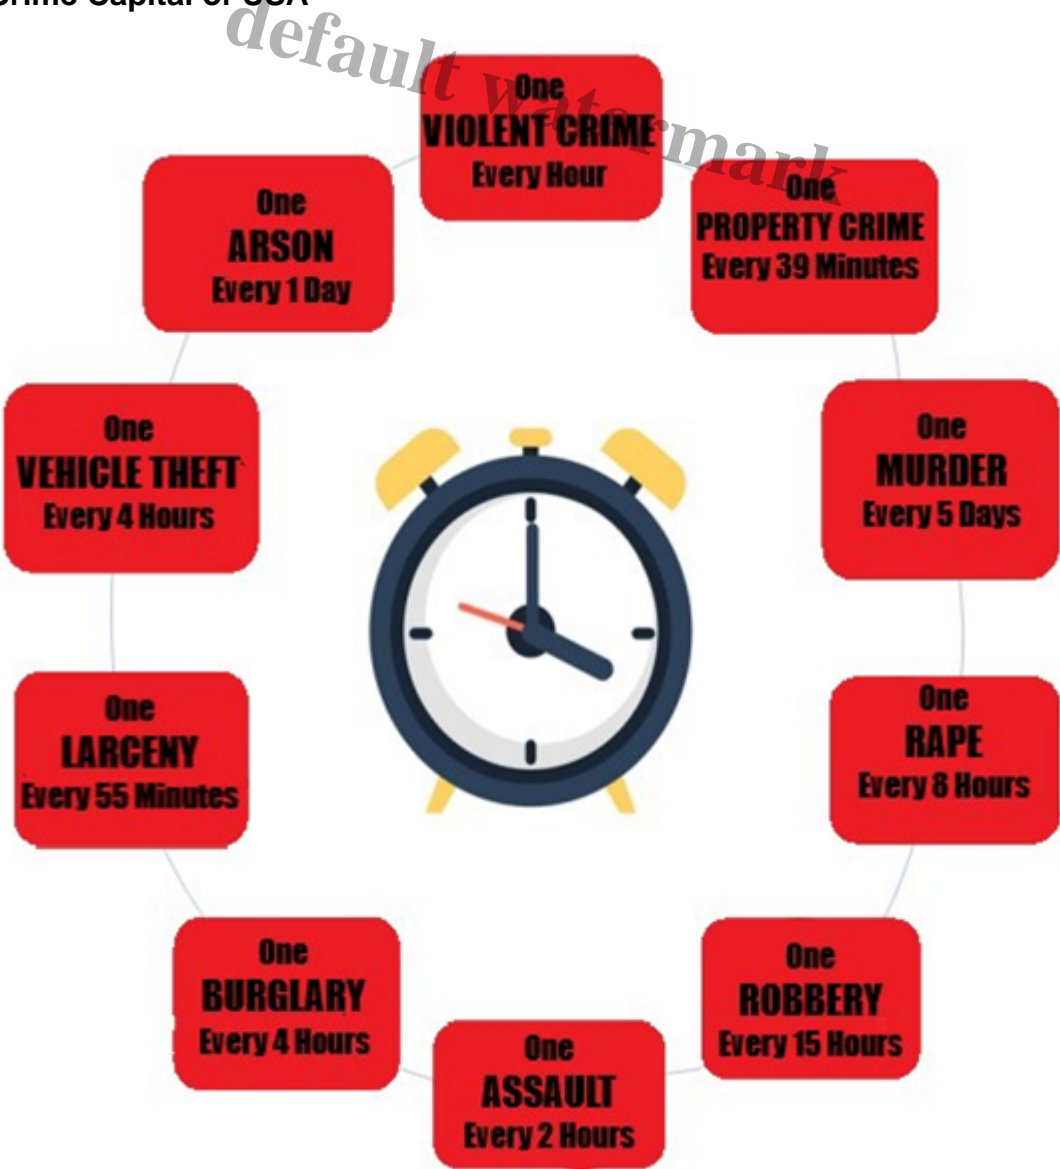 Crime Capital of USA
default watermark
One
VIOLENT CRIME
Every Hour
One
PROPERTY CRIME
Every 39 Minutes
One
MURDER
Every 5 Days
One
RAPE
Every 8 Hours
One
ROBBERY
Every 15 Hours
One
ASSAULT
Every 2 Hours
One
BURGLARY
Every 4 Hours
One
LARCENY
Every 55 Minutes
One
VEHICLE THEFT
Every 4 Hours
One
ARSON
Every 1 Day